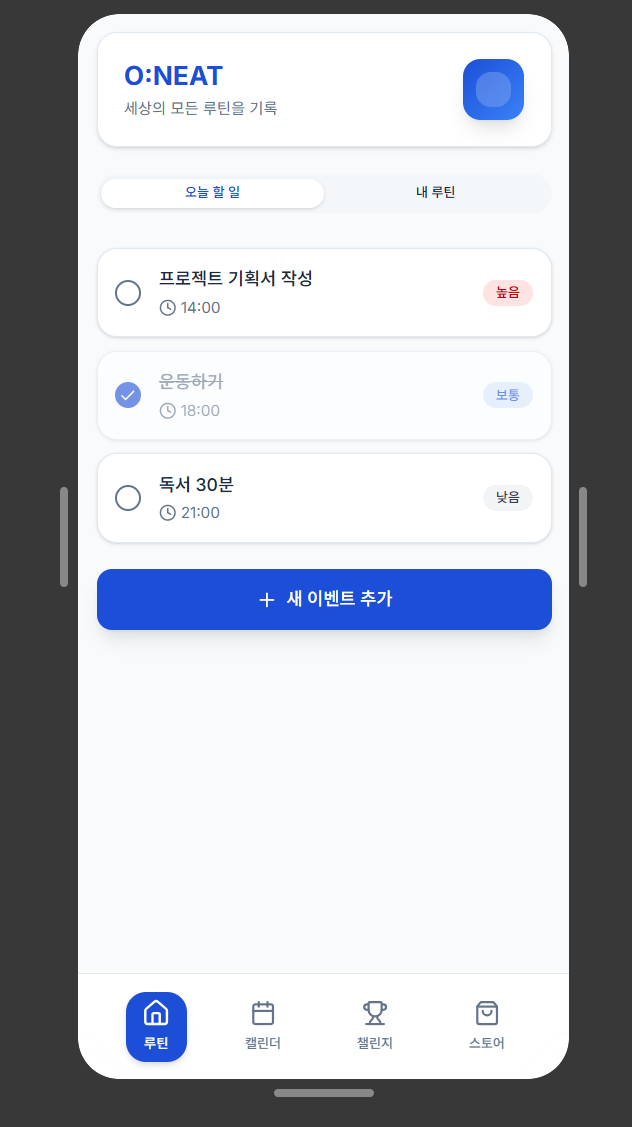 O:NEAT
세상의 모든 루틴을 기록
오늘 할 일
내 루틴
프로젝트 기획서 작성
14:00
높음
운동하기
18:00
보통
독서 30분
21:00
낮음
+ 새 이벤트 추가
루틴
캘린더
챌린지
스토어